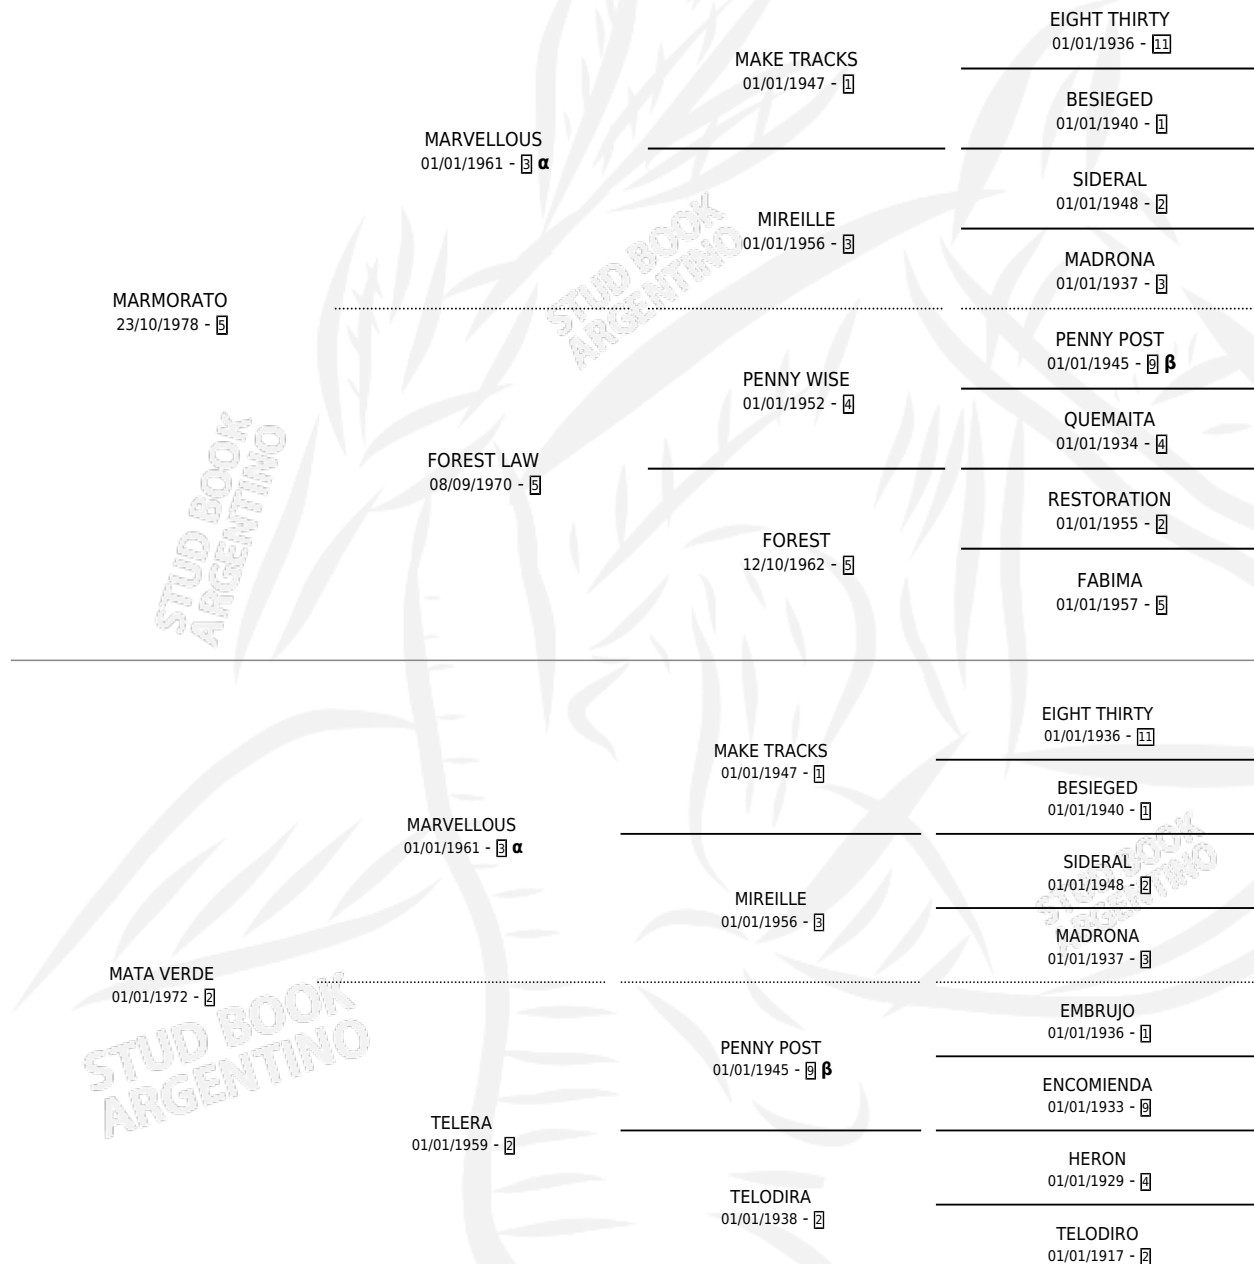 EIGHT THIRTY
01/01/1936 - 11
MAKE TRACKS
01/01/1947 - 1
BESIEGED
01/01/1940 - 1
MARVELLOUS
01/01/1961 - 3 α
SIDERAL
01/01/1948 - 2
MIREILLE
01/01/1956 - 3
MADRONA
01/01/1937 - 3
MARMORATO
23/10/1978 - 5
PENNY POST
01/01/1945 - 9 β
PENNY WISE
01/01/1952 - 4
QUEMAITA
01/01/1934 - 4
FOREST LAW
08/09/1970 - 5
RESTORATION
01/01/1955 - 2
FOREST
12/10/1962 - 5
FABIMA
01/01/1957 - 5
EIGHT THIRTY
01/01/1936 - 11
MAKE TRACKS
01/01/1947 - 1
BESIEGED
01/01/1940 - 1
MARVELLOUS
01/01/1961 - 3 α
SIDERAL
01/01/1948 - 2
MIREILLE
01/01/1956 - 3
MADRONA
01/01/1937 - 3
MATA VERDE
01/01/1972 - 2
EMBRUJO
01/01/1936 - 1
PENNY POST
01/01/1945 - 9 β
ENCOMIENDA
01/01/1933 - 9
TELERA
01/01/1959 - 2
HERON
01/01/1929 - 4
TELODIRA
01/01/1938 - 2
TELODIRO
01/01/1917 - 2
STUD BOOK
ARGENTINO
STUD BOOK
ARGENTINO
STUD BOOK
ARGENTINO
STUD BOOK
ARGENTINO